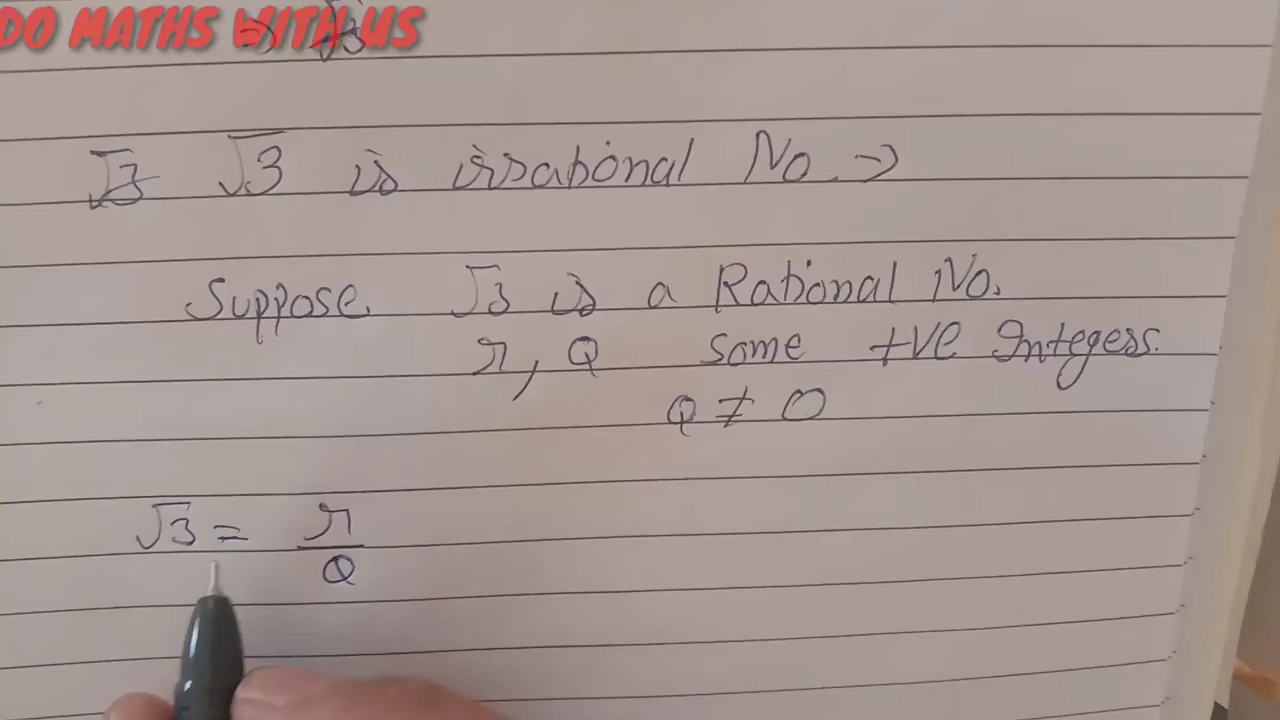 DO MATHS WITH US
⇒ √3
√3 √3 is irrational No. ⇒
Suppose. √3 is a Rational No.
r, Q some +ve Integers.
Q ≠ 0
√3 = r
Q